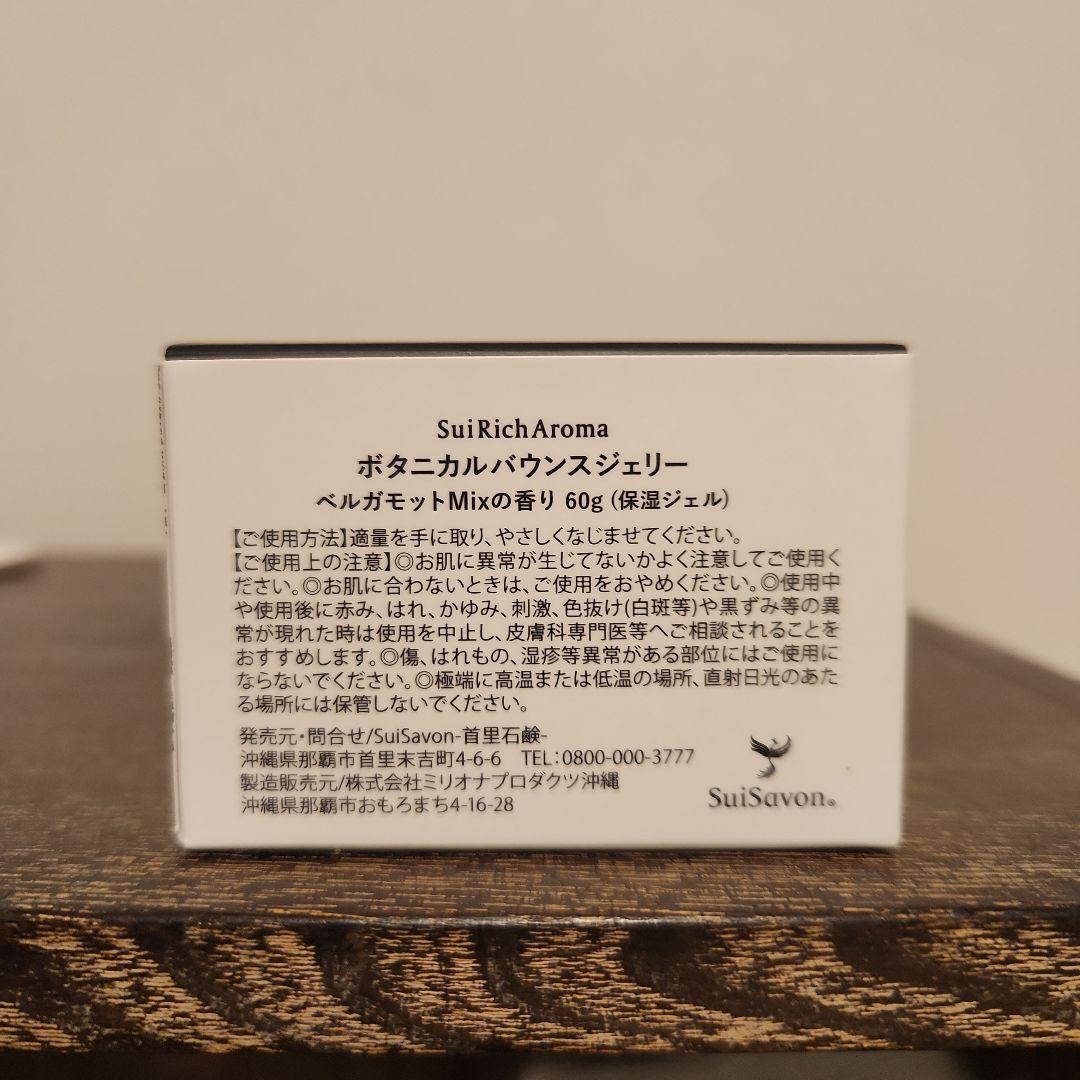 SuiRichAroma
ボタニカルバウンスジェリー
ベルガモットMixの香り 60g（保湿ジェル）
【ご使用方法】適量を手に取り、やさしくなじませてください。
【ご使用上の注意】◎お肌に異常が生じてないかよく注意してご使用く
ださい。◎お肌に合わないときは、ご使用をおやめください。◎使用中
や使用後に赤み、はれ、かゆみ、刺激、色抜け(白斑等)や黒ずみ等の異
常が現れた時は使用を中止し、皮膚科専門医等へご相談されることを
おすすめします。◎傷、はれもの、湿疹等異常がある部位にはご使用に
ならないでください。◎極端に高温または低温の場所、直射日光のあた
る場所には保管しないでください。
発売元・問合せ/SuiSavon-首里石鹸-
沖縄県那覇市首里末吉町4-6-6 TEL:0800-000-3777
製造販売元/株式会社ミリオナプロダクツ沖縄
沖縄県那覇市おもろまち4-16-28
SuiSavon®